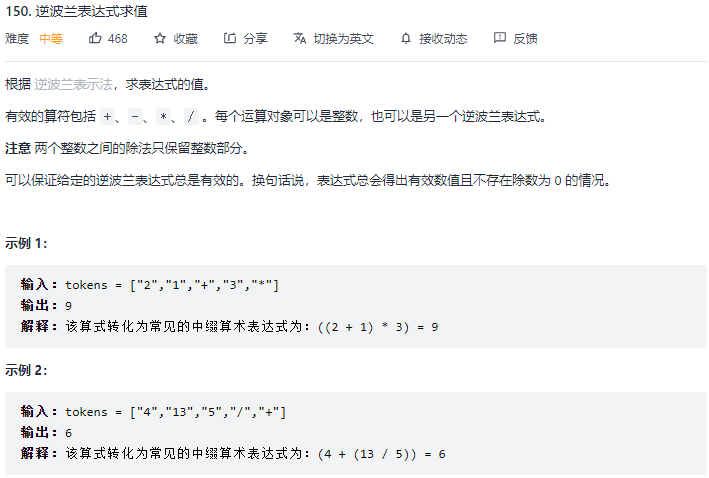 150. 逆波兰表达式求值
难度 中等 468 收藏 分享 切换为英文 接收动态 反馈
根据 逆波兰表示法，求表达式的值。
有效的算符包括 +、-、*、/ 。每个运算对象可以是整数，也可以是另一个逆波兰表达式。
注意 两个整数之间的除法只保留整数部分。
可以保证给定的逆波兰表达式总是有效的。换句话说，表达式总会得出有效数值且不存在除数为 0 的情况。
示例 1：
输入：tokens = ["2","1","+","3","*"]
输出：9
解释：该算式转化为常见的中缀算术表达式为：((2 + 1) * 3) = 9
示例 2：
输入：tokens = ["4","13","5","/","+"]
输出：6
解释：该算式转化为常见的中缀算术表达式为：(4 + (13 / 5)) = 6